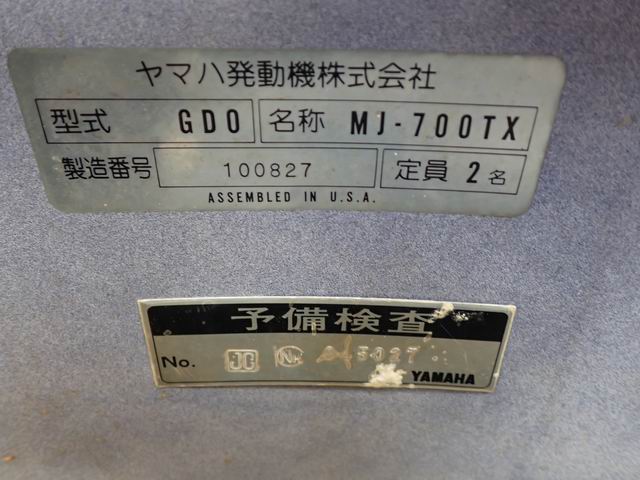 ヤマハ発動機株式会社
型式 GD0 名称 MJ-700TX
製造番号 100827 定員 2名
ASSEMBLED IN U.S.A.
予備検査
No. JG
YAMAHA